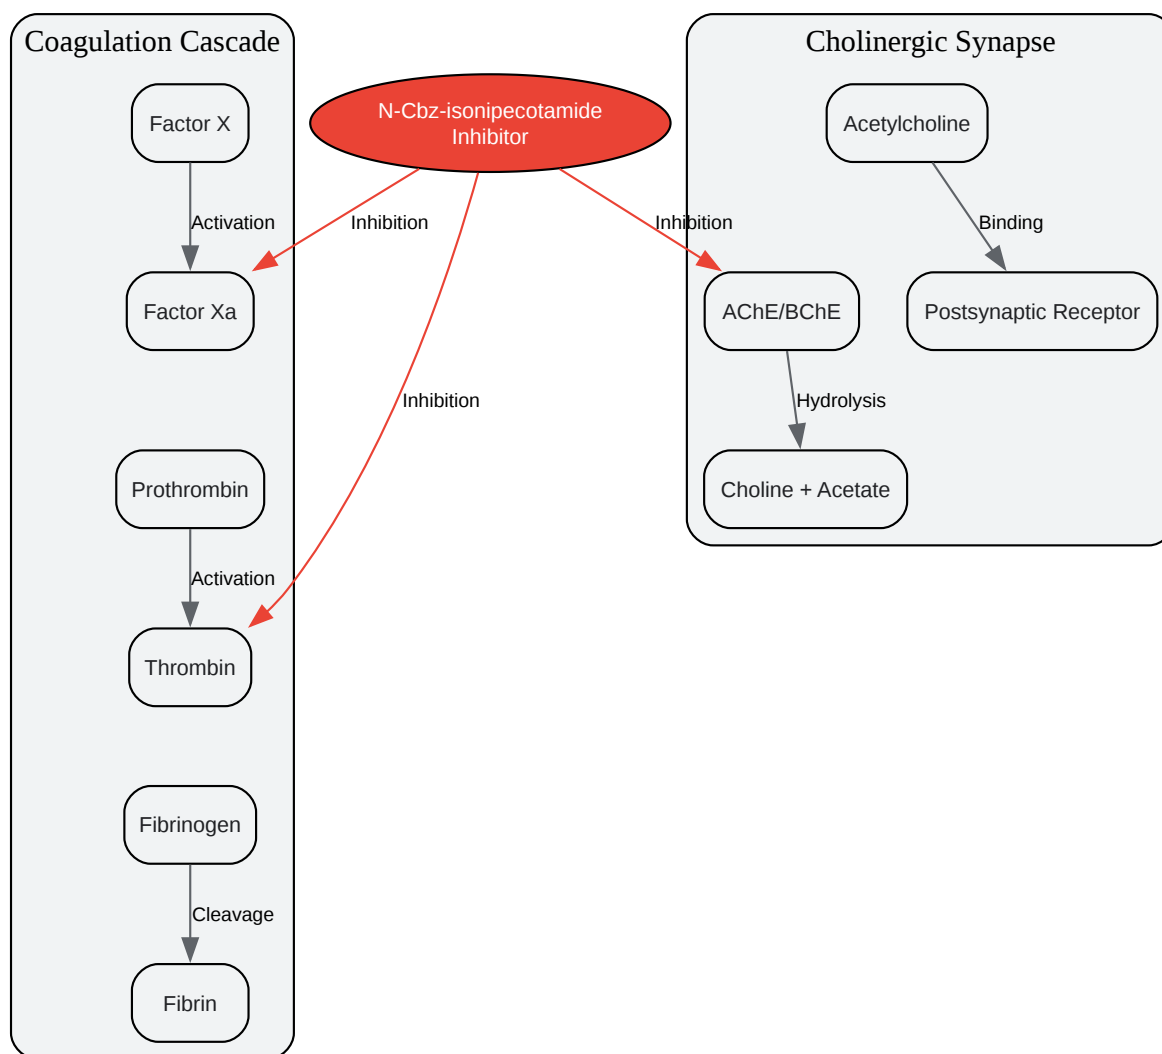 Coagulation Cascade
Cholinergic Synapse
Factor X
N-Cbz-isonipecotamide
Inhibitor
Acetylcholine
Activation
Inhibition
Inhibition
Binding
Factor Xa
AChE/BChE
Postsynaptic Receptor
Inhibition
Hydrolysis
Prothrombin
Choline + Acetate
Activation
Thrombin
Fibrinogen
Cleavage
Fibrin